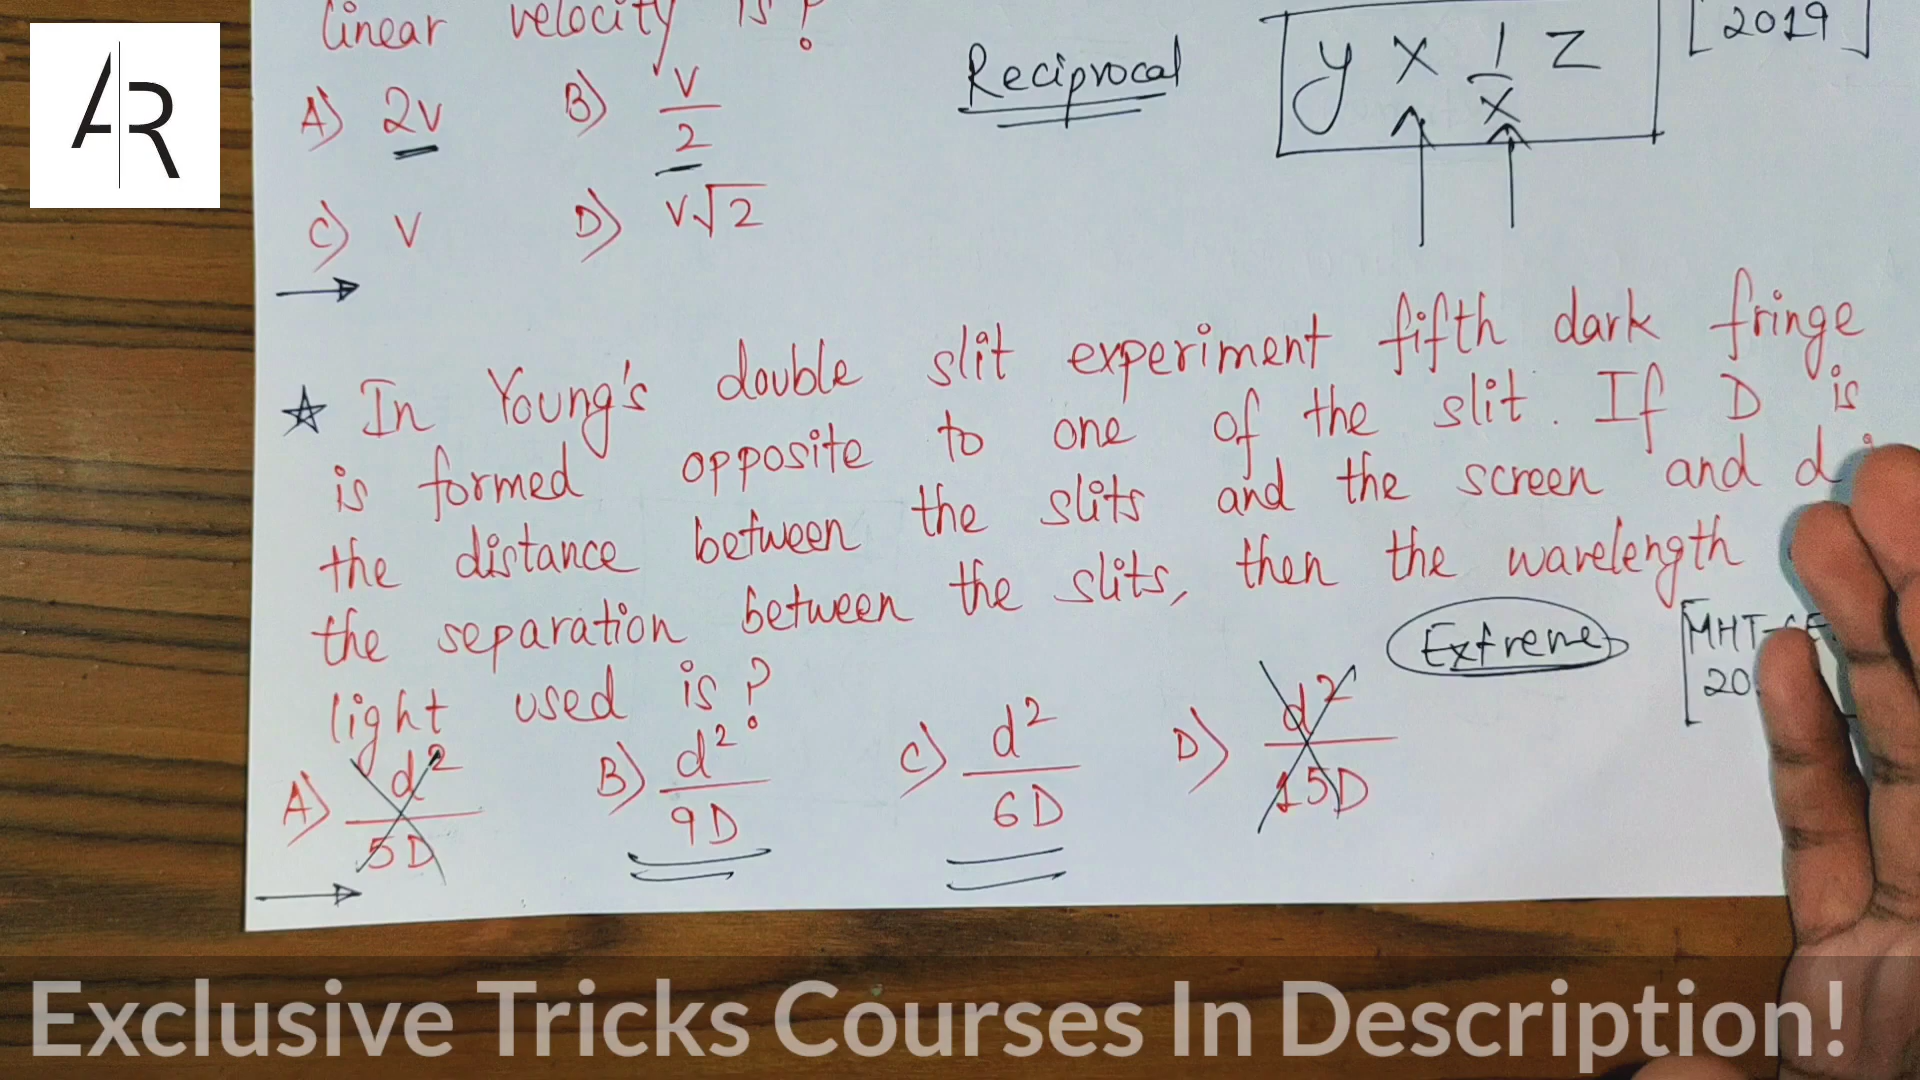 linear velocity is?
AR
Reciprocal
y x 1/x z
[2019]
A) 2v B) v/2
C) v D) v√2
☆ In Young's double slit experiment fifth dark fringe
is formed opposite to one of the slit. If D is
the distance between the slits and the screen and d
the separation between the slits, then the wavelength
light used is?
Extreme
[MHT-CE
20
A) d²/5D B) d²/9D C) d²/6D D) d²/15D
Exclusive Tricks Courses In Description!